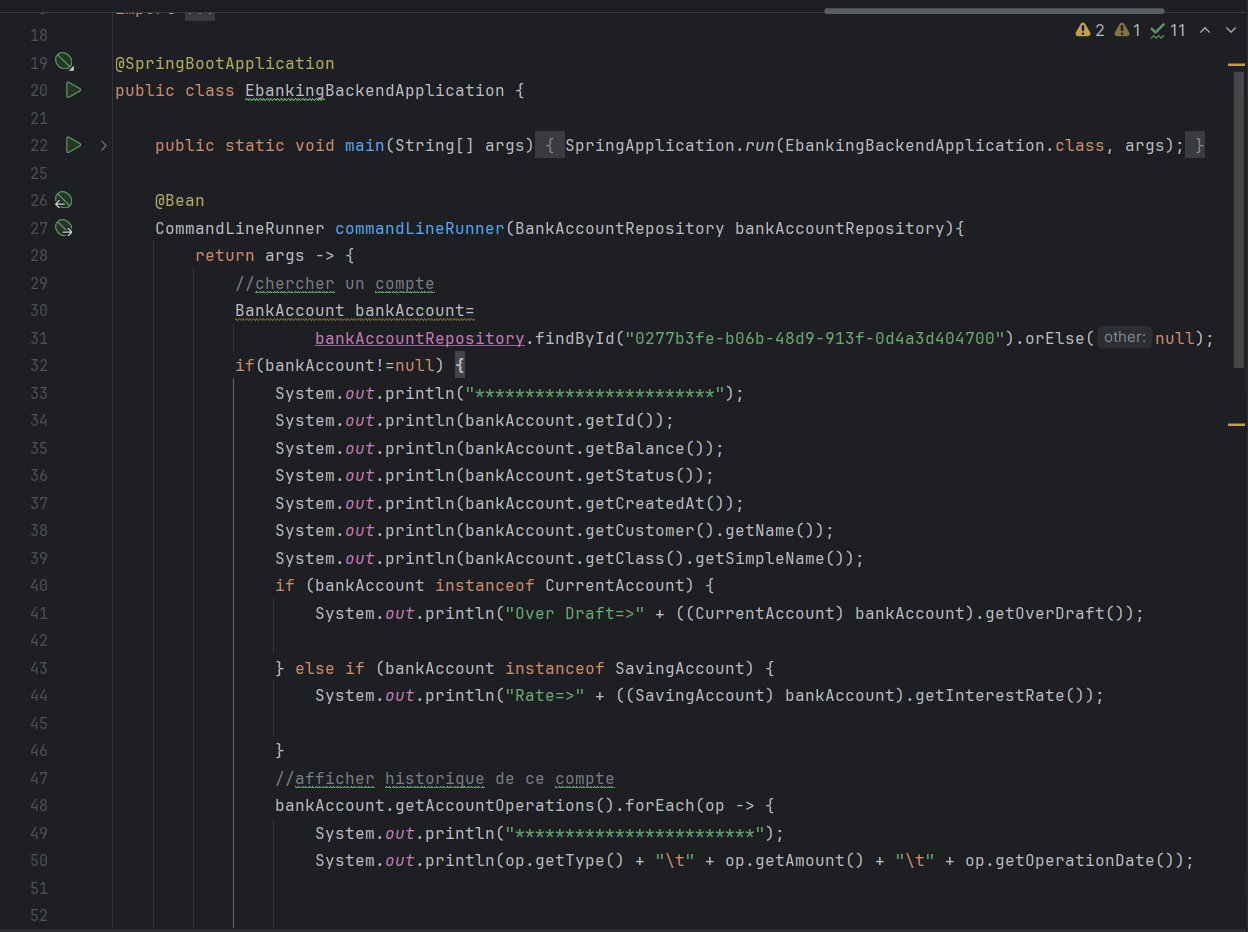 18
2 1 11
19 @SpringBootApplication
20 public class EbankingBackendApplication {
21
22 public static void main(String[] args) { SpringApplication.run(EbankingBackendApplication.class, args); }
25
26 @Bean
27 CommandLineRunner commandLineRunner(BankAccountRepository bankAccountRepository){
28 return args -> {
29 //chercher un compte
30 BankAccount bankAccount=
31 bankAccountRepository.findById("0277b3fe-b06b-48d9-913f-0d4a3d404700").orElse( other: null);
32 if(bankAccount!=null) {
33 System.out.println("************************");
34 System.out.println(bankAccount.getId());
35 System.out.println(bankAccount.getBalance());
36 System.out.println(bankAccount.getStatus());
37 System.out.println(bankAccount.getCreatedAt());
38 System.out.println(bankAccount.getCustomer().getName());
39 System.out.println(bankAccount.getClass().getSimpleName());
40 if (bankAccount instanceof CurrentAccount) {
41 System.out.println("Over Draft=>" + ((CurrentAccount) bankAccount).getOverDraft());
42
43 } else if (bankAccount instanceof SavingAccount) {
44 System.out.println("Rate=>" + ((SavingAccount) bankAccount).getInterestRate());
45
46 }
47 //afficher historique de ce compte
48 bankAccount.getAccountOperations().forEach(op -> {
49 System.out.println("************************");
50 System.out.println(op.getType() + "\t" + op.getAmount() + "\t" + op.getOperationDate());
51
52